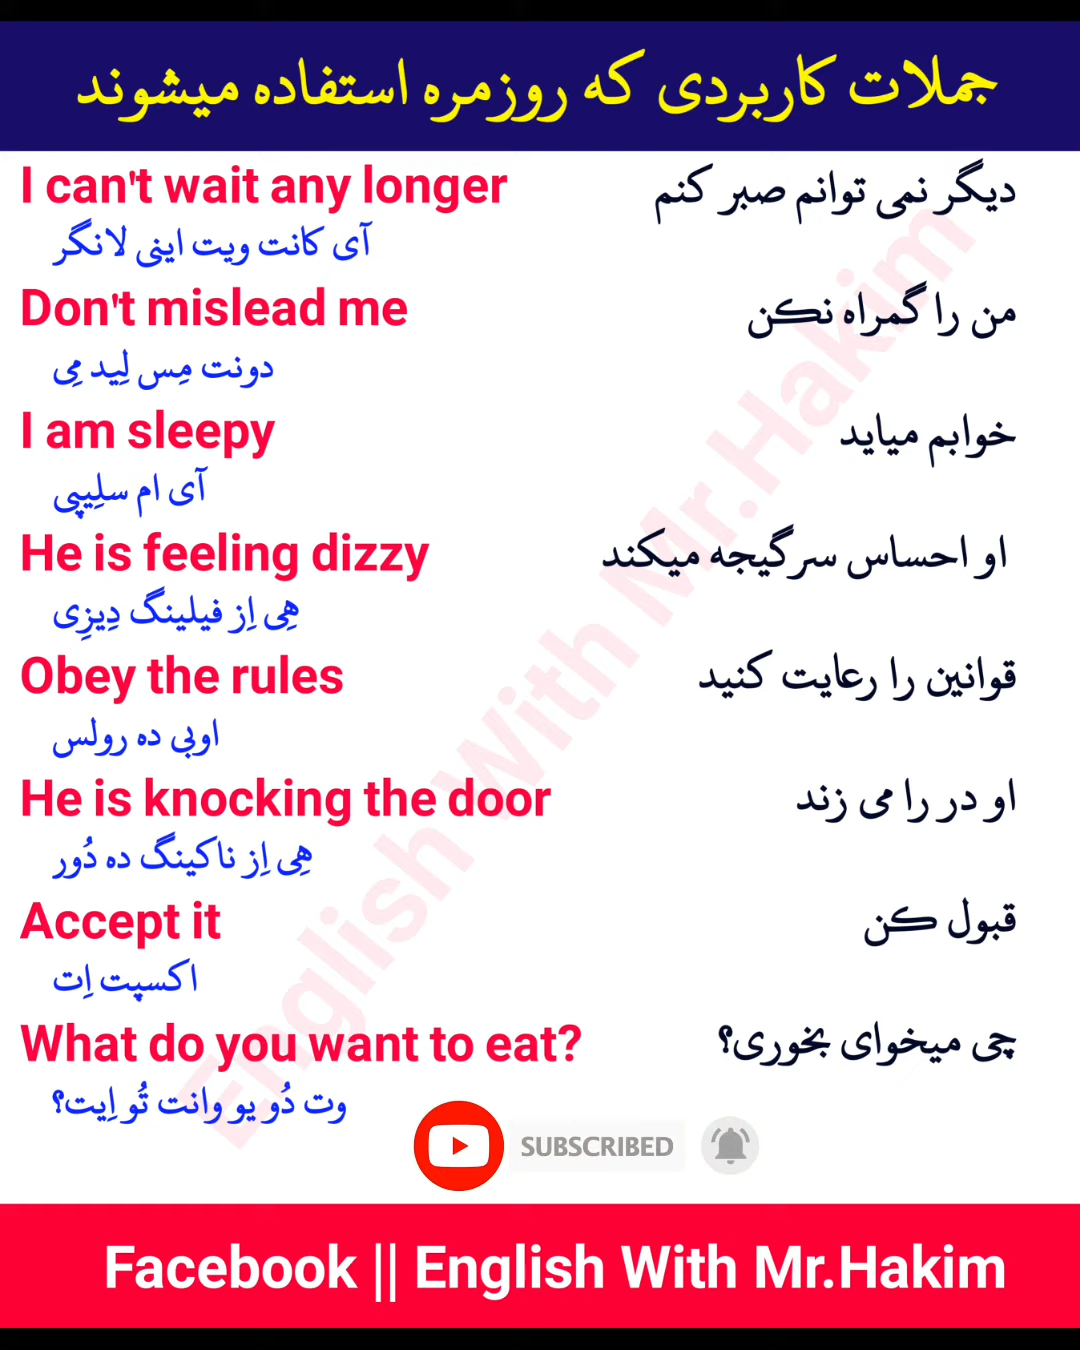 جملات کاربردی که روزمره استفاده میشوند
I can't wait any longer دیگر نمی توانم صبر کنم
آی کانت ویت اینی لانگر
Don't mislead me من را گمراه نکن
دونت مِس لِید مِی
I am sleepy خوابم میاید
آی ام سلِیپی
He is feeling dizzy او احساس سرگیجه میکند
هِی اِز فیلینگ دِیزِی
Obey the rules قوانین را رعایت کنید
اوبی ده رولس
He is knocking the door او در را می زند
هِی اِز ناکینگ ده دُور
Accept it قبول کن
اکسپت اِت
What do you want to eat? چی میخوای بخوری؟
وت دُو یو وانت تُو اِیت؟
SUBSCRIBED
Facebook || English With Mr.Hakim
English With Mr.Hakim